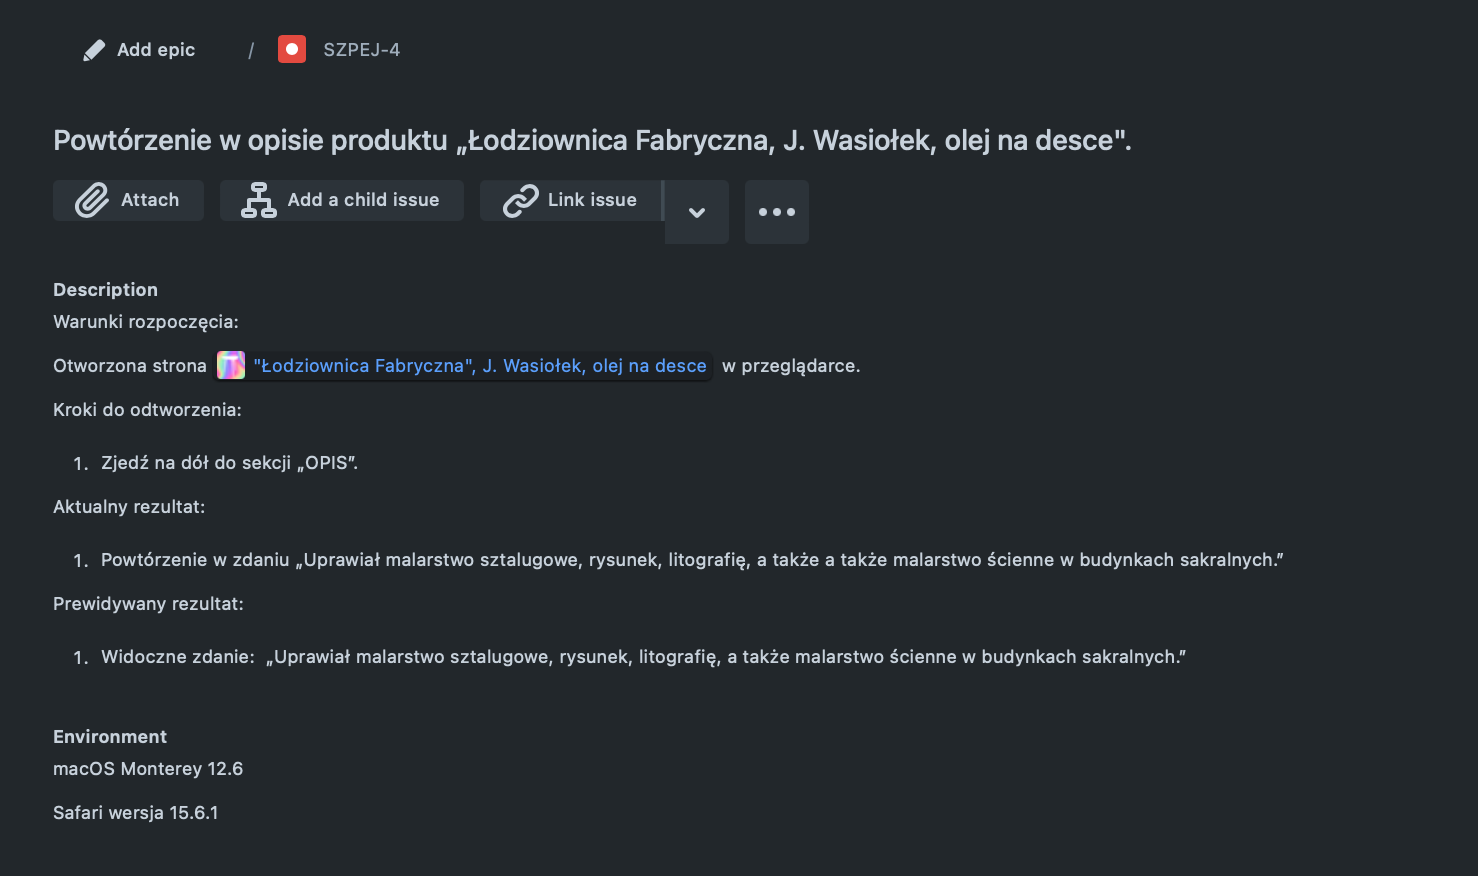 Add epic / SZPEJ-4
Powtórzenie w opisie produktu „Łodziownica Fabryczna, J. Wasiołek, olej na desce".
Attach Add a child issue Link issue
Description
Warunki rozpoczęcia:
Otworzona strona "Łodziownica Fabryczna", J. Wasiołek, olej na desce w przeglądarce.
Kroki do odtworzenia:
1. Zjedź na dół do sekcji „OPIS”.
Aktualny rezultat:
1. Powtórzenie w zdaniu „Uprawiał malarstwo sztalugowe, rysunek, litografię, a także a także malarstwo ścienne w budynkach sakralnych.”
Prewidywany rezultat:
1. Widoczne zdanie: „Uprawiał malarstwo sztalugowe, rysunek, litografię, a także malarstwo ścienne w budynkach sakralnych.”
Environment
macOS Monterey 12.6
Safari wersja 15.6.1